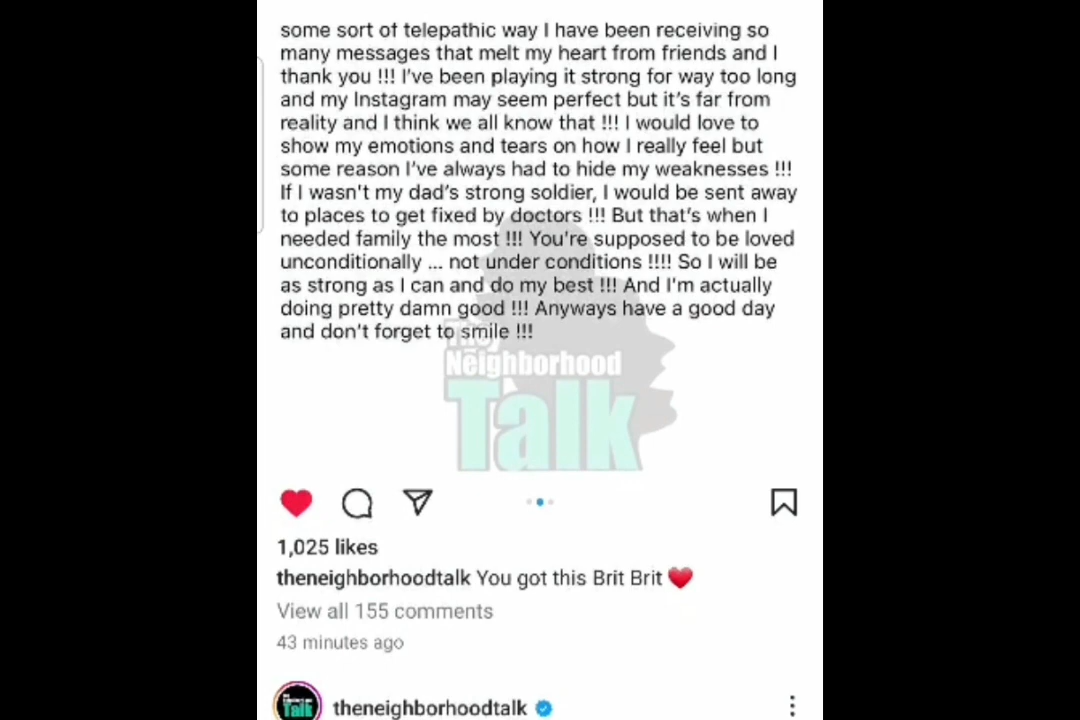 some sort of telepathic way I have been receiving so
many messages that melt my heart from friends and I
thank you !!! I've been playing it strong for way too long
and my Instagram may seem perfect but it's far from
reality and I think we all know that !!! I would love to
show my emotions and tears on how I really feel but
some reason I've always had to hide my weaknesses !!!
If I wasn't my dad's strong soldier, I would be sent away
to places to get fixed by doctors !!! But that's when I
needed family the most !!! You're supposed to be loved
unconditionally ... not under conditions !!!! So I will be
as strong as I can and do my best !!! And I'm actually
doing pretty damn good !!! Anyways have a good day
and don't forget to smile !!!
The
Neighborhood
Talk
1,025 likes
theneighborhoodtalk You got this Brit Brit ❤️
View all 155 comments
43 minutes ago
theneighborhoodtalk